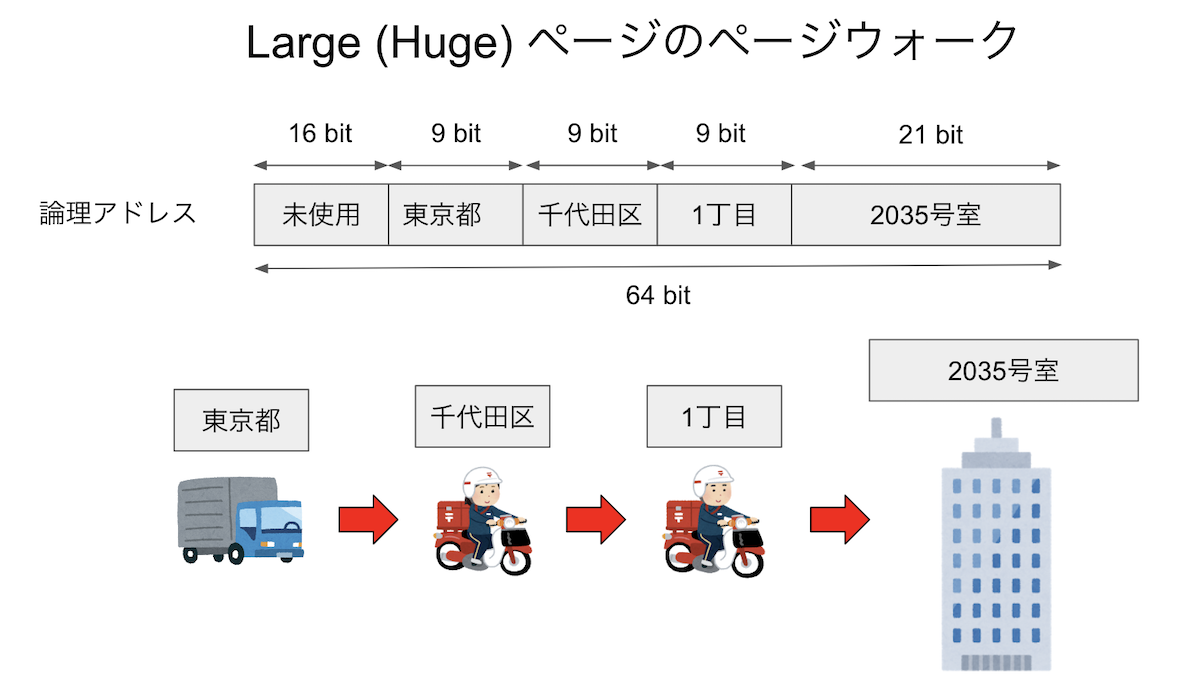 Large (Huge) ページのページウォーク
16 bit 9 bit 9 bit 9 bit 21 bit
論理アドレス 未使用 東京都 千代田区 1丁目 2035号室
64 bit
2035号室
東京都 千代田区 1丁目